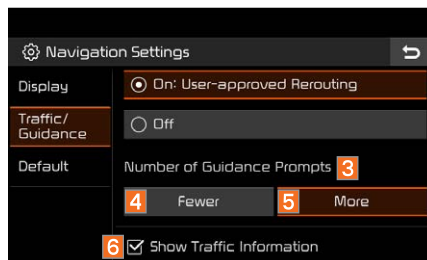 Navigation Settings
Display
On: User-approved Rerouting
Traffic/
Guidance
Off
Default
Number of Guidance Prompts 3
4 Fewer
5 More
6 Show Traffic Information